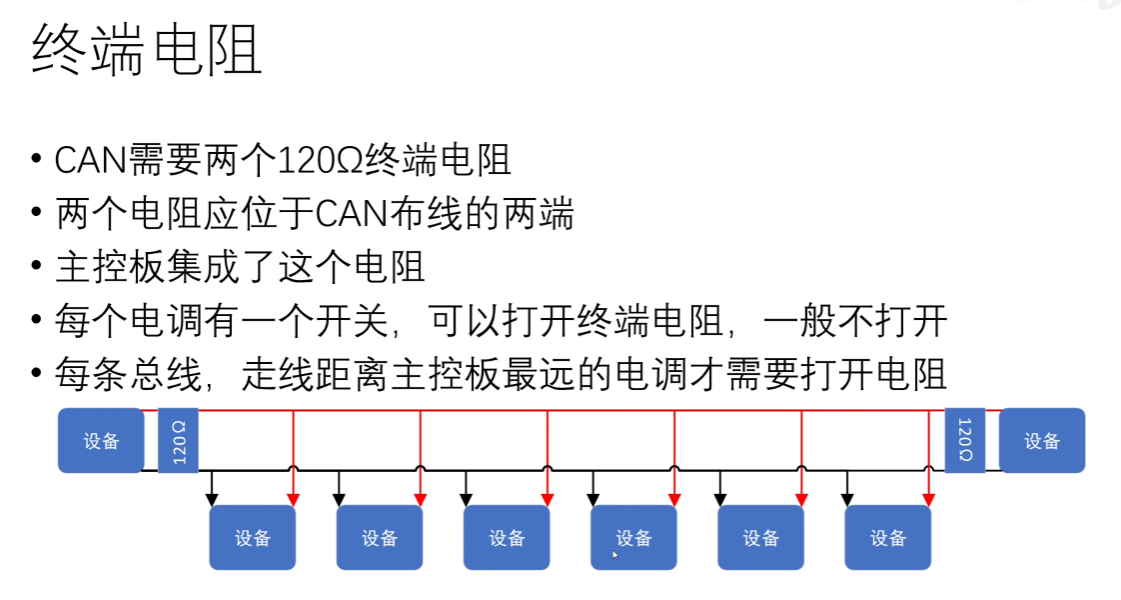 终端电阻
• CAN需要两个120Ω终端电阻
• 两个电阻应位于CAN布线的两端
• 主控板集成了这个电阻
• 每个电调有一个开关，可以打开终端电阻，一般不打开
• 每条总线，走线距离主控板最远的电调才需要打开电阻
设备
120Ω
120Ω
设备
设备
设备
设备
设备
设备
设备